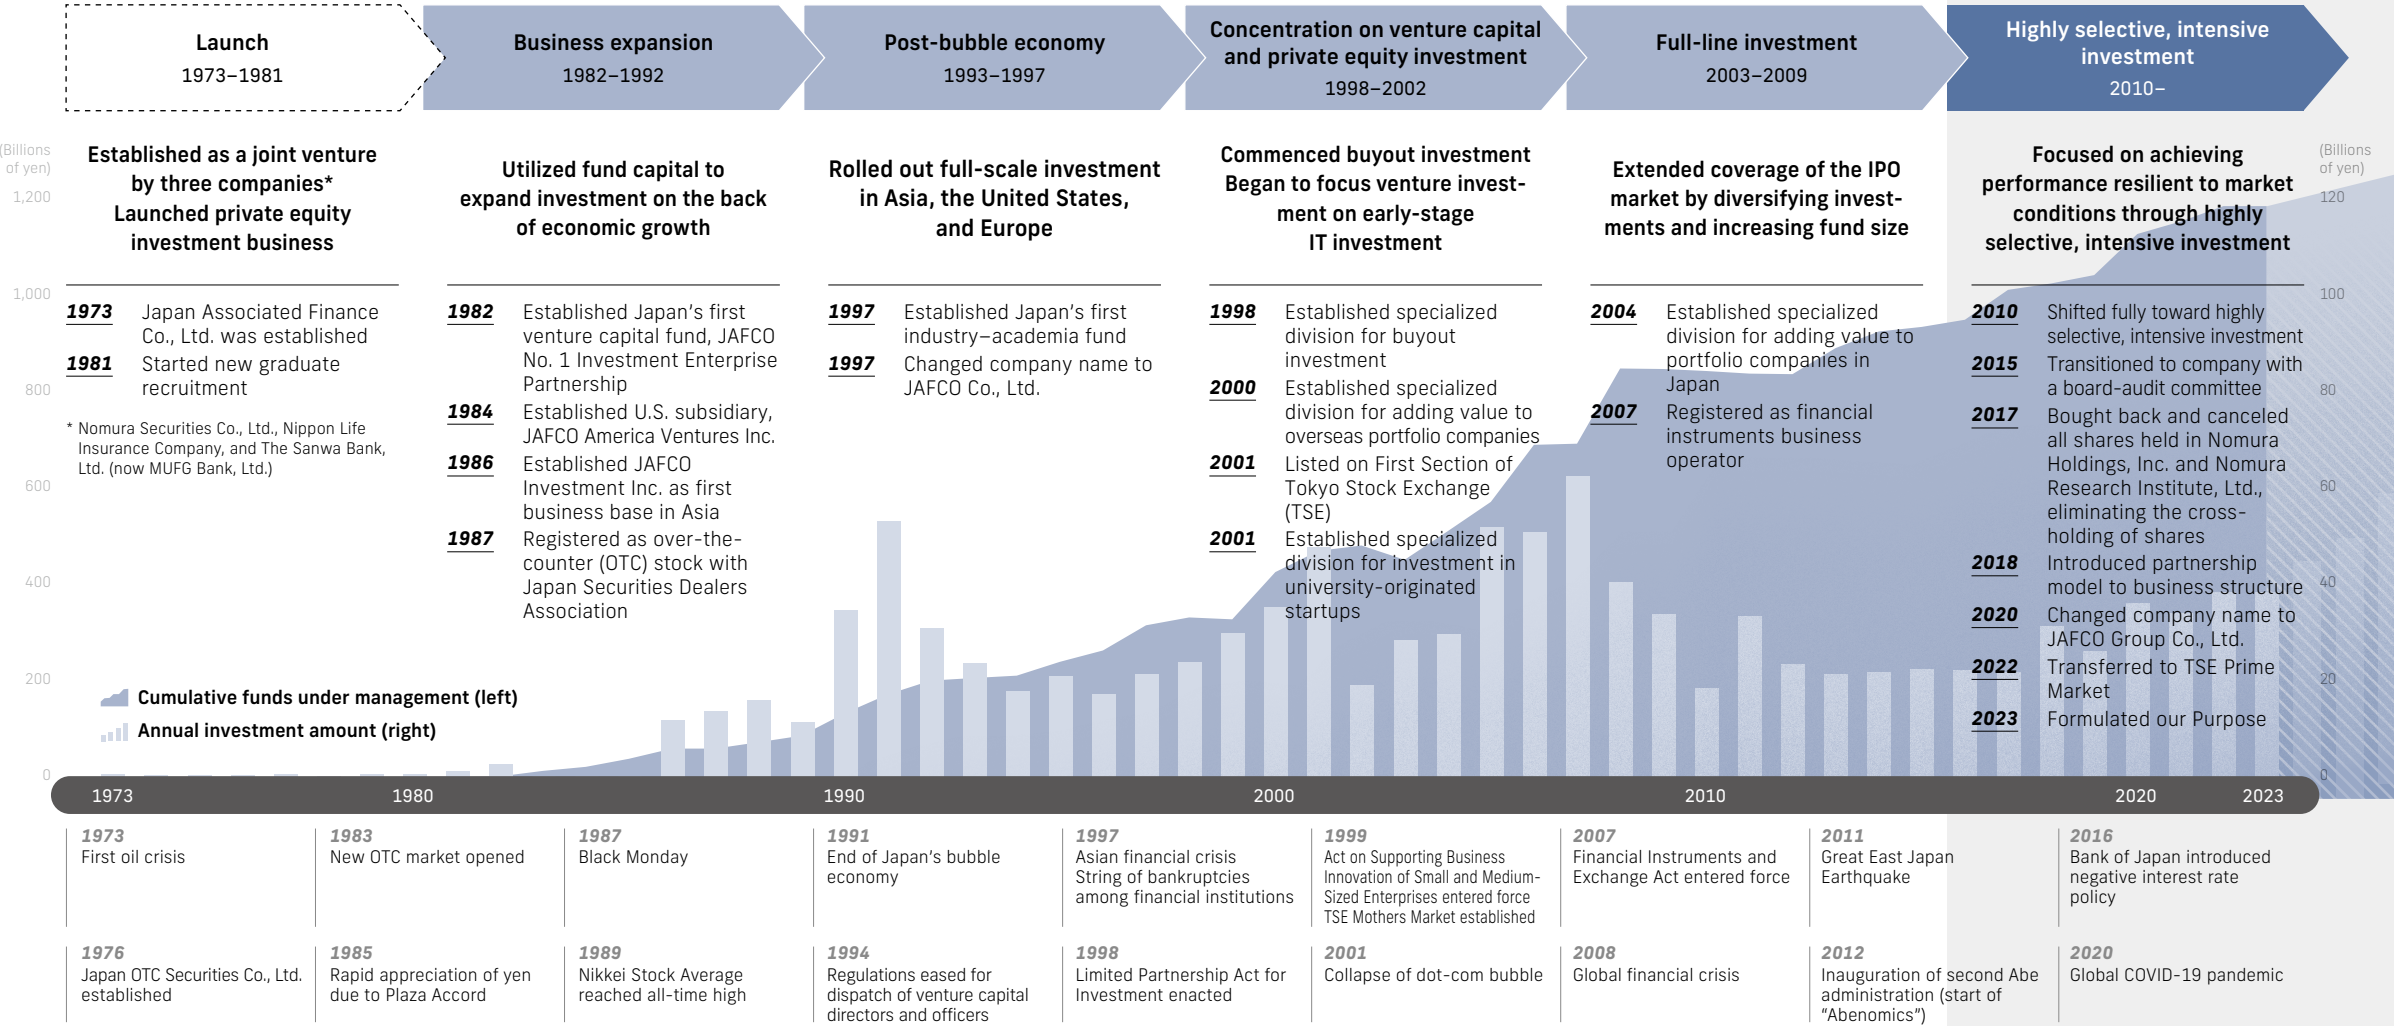 Launch
1973–1981
Business expansion
1982–1992
Post-bubble economy
1993–1997
Concentration on venture capital
and private equity investment
1998–2002
Full-line investment
2003–2009
Highly selective, intensive
investment
2010–
Established as a joint venture
by three companies*
Launched private equity
investment business
Utilized fund capital to
expand investment on the back
of economic growth
Rolled out full-scale investment
in Asia, the United States,
and Europe
Commenced buyout investment
Began to focus venture invest-
ment on early-stage
IT investment
Extended coverage of the IPO
market by diversifying invest-
ments and increasing fund size
Focused on achieving
performance resilient to market
conditions through highly
selective, intensive investment
1973 Japan Associated Finance
Co., Ltd. was established
1981 Started new graduate
recruitment
* Nomura Securities Co., Ltd., Nippon Life
Insurance Company, and The Sanwa Bank,
Ltd. (now MUFG Bank, Ltd.)
1982 Established Japan's first
venture capital fund, JAFCO
No. 1 Investment Enterprise
Partnership
1984 Established U.S. subsidiary,
JAFCO America Ventures Inc.
1986 Established JAFCO
Investment Inc. as first
business base in Asia
1987 Registered as over-the-
counter (OTC) stock with
Japan Securities Dealers
Association
1997 Established Japan's first
industry–academia fund
1997 Changed company name to
JAFCO Co., Ltd.
1998 Established specialized
division for buyout
investment
2000 Established specialized
division for adding value to
overseas portfolio companies
2001 Listed on First Section of
Tokyo Stock Exchange
(TSE)
2001 Established specialized
division for investment in
university-originated
startups
2004 Established specialized
division for adding value to
portfolio companies in
Japan
2007 Registered as financial
instruments business
operator
2010 Shifted fully toward highly
selective, intensive investment
2015 Transitioned to company with
a board-audit committee
2017 Bought back and canceled
all shares held in Nomura
Holdings, Inc. and Nomura
Research Institute, Ltd.,
eliminating the cross-
holding of shares
2018 Introduced partnership
model to business structure
2020 Changed company name to
JAFCO Group Co., Ltd.
2022 Transferred to TSE Prime
Market
2023 Formulated our Purpose
(Billions
of yen)
1,200
1,000
800
600
400
200
0
(Billions
of yen)
120
100
80
60
40
20
0
Cumulative funds under management (left)
Annual investment amount (right)
1973 1980 1990 2000 2010 2020 2023
1973
First oil crisis
1983
New OTC market opened
1987
Black Monday
1991
End of Japan's bubble
economy
1997
Asian financial crisis
String of bankruptcies
among financial institutions
1999
Act on Supporting Business
Innovation of Small and Medium-
Sized Enterprises entered force
TSE Mothers Market established
2007
Financial Instruments and
Exchange Act entered force
2011
Great East Japan
Earthquake
2016
Bank of Japan introduced
negative interest rate
policy
1976
Japan OTC Securities Co., Ltd.
established
1985
Rapid appreciation of yen
due to Plaza Accord
1989
Nikkei Stock Average
reached all-time high
1994
Regulations eased for
dispatch of venture capital
directors and officers
1998
Limited Partnership Act for
Investment enacted
2001
Collapse of dot-com bubble
2008
Global financial crisis
2012
Inauguration of second Abe
administration (start of
"Abenomics")
2020
Global COVID-19 pandemic